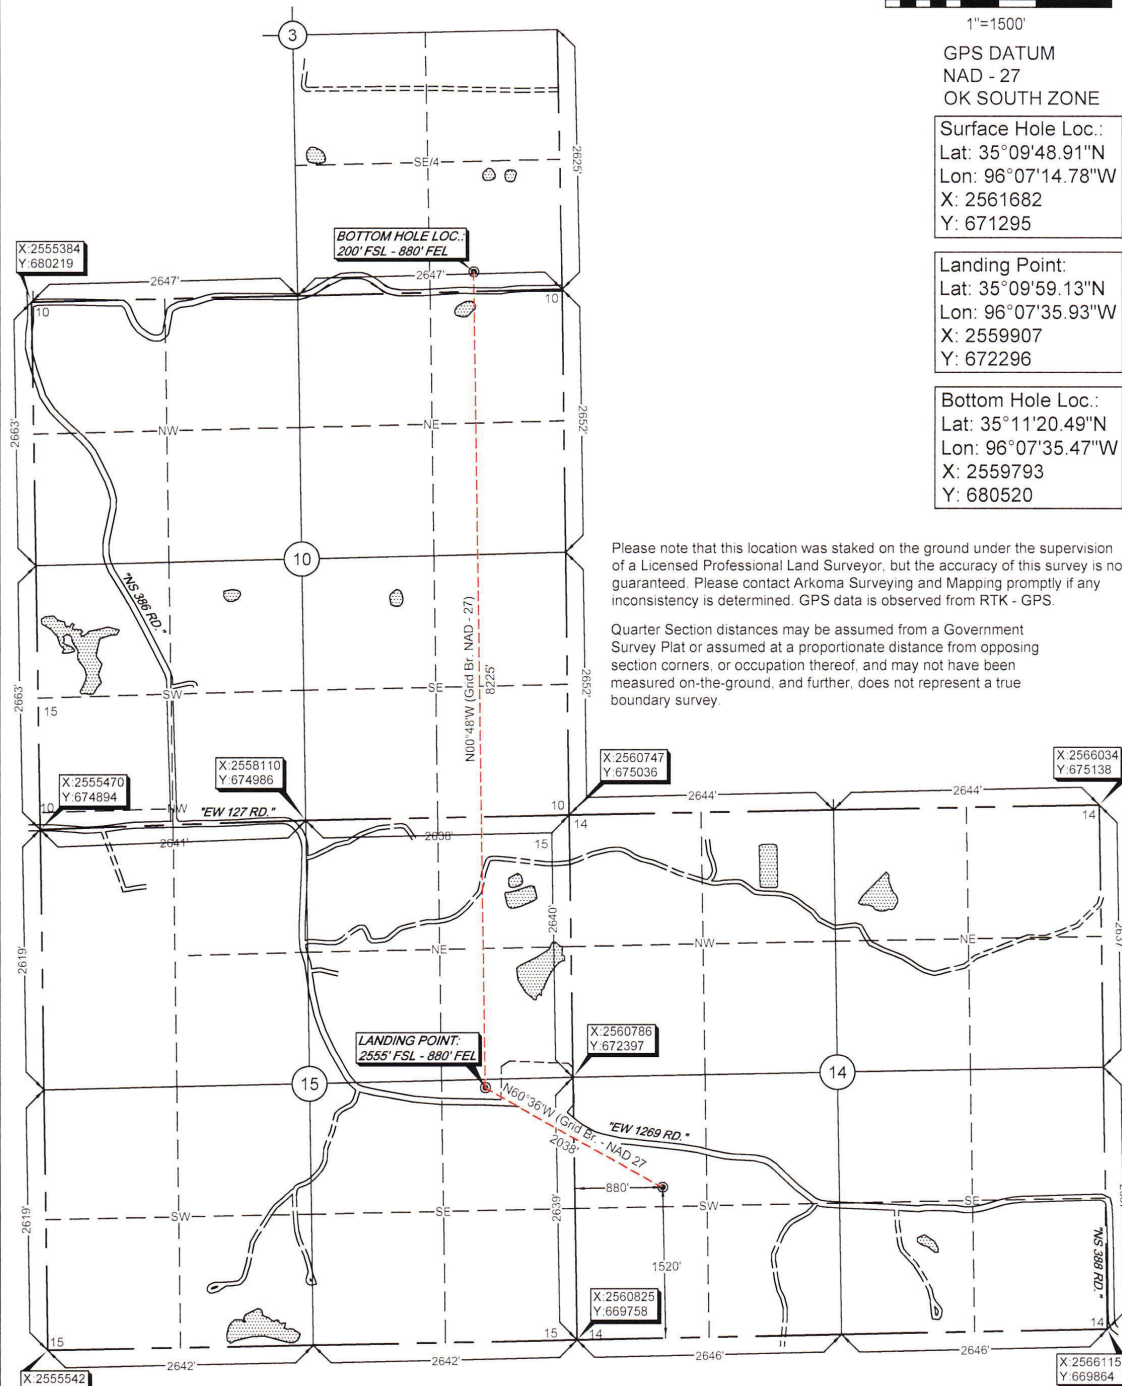 1"=1500'
GPS DATUM
NAD - 27
OK SOUTH ZONE
Surface Hole Loc.:
Lat: 35°09'48.91"N
Lon: 96°07'14.78"W
X: 2561682
Y: 671295
Landing Point:
Lat: 35°09'59.13"N
Lon: 96°07'35.93"W
X: 2559907
Y: 672296
Bottom Hole Loc.:
Lat: 35°11'20.49"N
Lon: 96°07'35.47"W
X: 2559793
Y: 680520
Please note that this location was staked on the ground under the supervision
of a Licensed Professional Land Surveyor, but the accuracy of this survey is no
guaranteed. Please contact Arkoma Surveying and Mapping promptly if any
inconsistency is determined. GPS data is observed from RTK - GPS.
Quarter Section distances may be assumed from a Government
Survey Plat or assumed at a proportionate distance from opposing
section corners, or occupation thereof, and may not have been
measured on-the-ground, and further, does not represent a true
boundary survey.
3
SE/4
2625'
X:2555384
Y:680219
BOTTOM HOLE LOC.:
200' FSL - 880' FEL
2647'
2647'
10
10
NW
NE
2663'
2652'
10
"NS 386 RD."
N00°48'W (Grid Br. NAD - 27)
8225'
SW
SE
2663'
2652'
15
X:2555470
Y:674894
X:2558110
Y:674986
X:2560747
Y:675036
X:2566034
Y:675138
10
NW
"EW 127 RD."
10
14
2644'
2644'
14
2641'
2638'
15
2619'
NE
2640'
NW
NE
LANDING POINT:
2555' FSL - 880' FEL
X:2560786
Y:672397
15
14
N60°36'W (Grid Br. - NAD 27
2038'
"EW 1269 RD."
880'
2619'
SW
SE
2639'
SW
SE
1520'
"NS 388 RD."
X:2560825
Y:669758
15
15
14
14
2642'
2642'
2646'
2646'
X:2555542
X:2566115
Y:669864